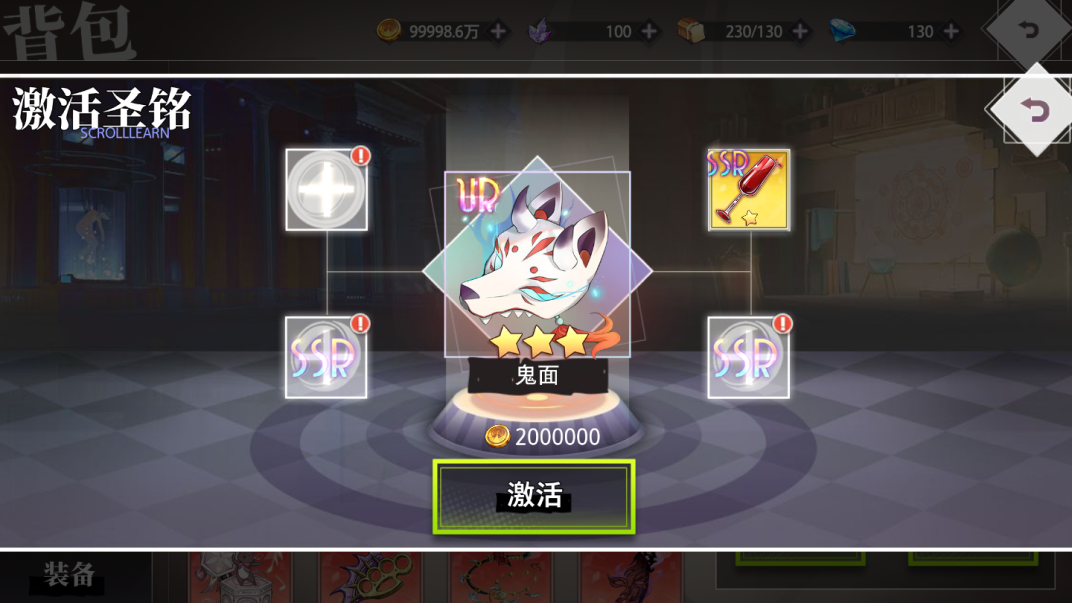 背包
99998.6万
100
230/130
130
激活圣铭
SCROLLLEARN
UR
SSR
SSR
SSR
鬼面
2000000
激活
装备